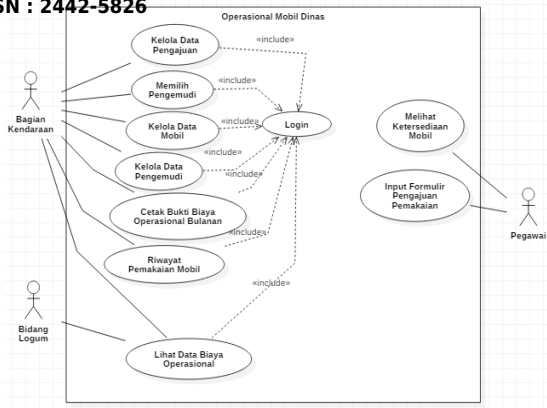 SN : 2442-5826
Operasional Mobil Dinas
Kelola Data
Pengajuan
«include»
Memilih
Pengemudi
«include»
Bagian
Kendaraan
Kelola Data
Mobil
«include»
Login
Melihat
Ketersediaan
Mobil
«include»
Kelola Data
Pengemudi
«include»
Input Formulir
Pengajuan
Pemakaian
Cetak Bukti Biaya
Operasional Bulanan
«include»
Pegawai
Riwayat
Pemakaian Mobil
«include»
Bidang
Logum
Lihat Data Biaya
Operasional